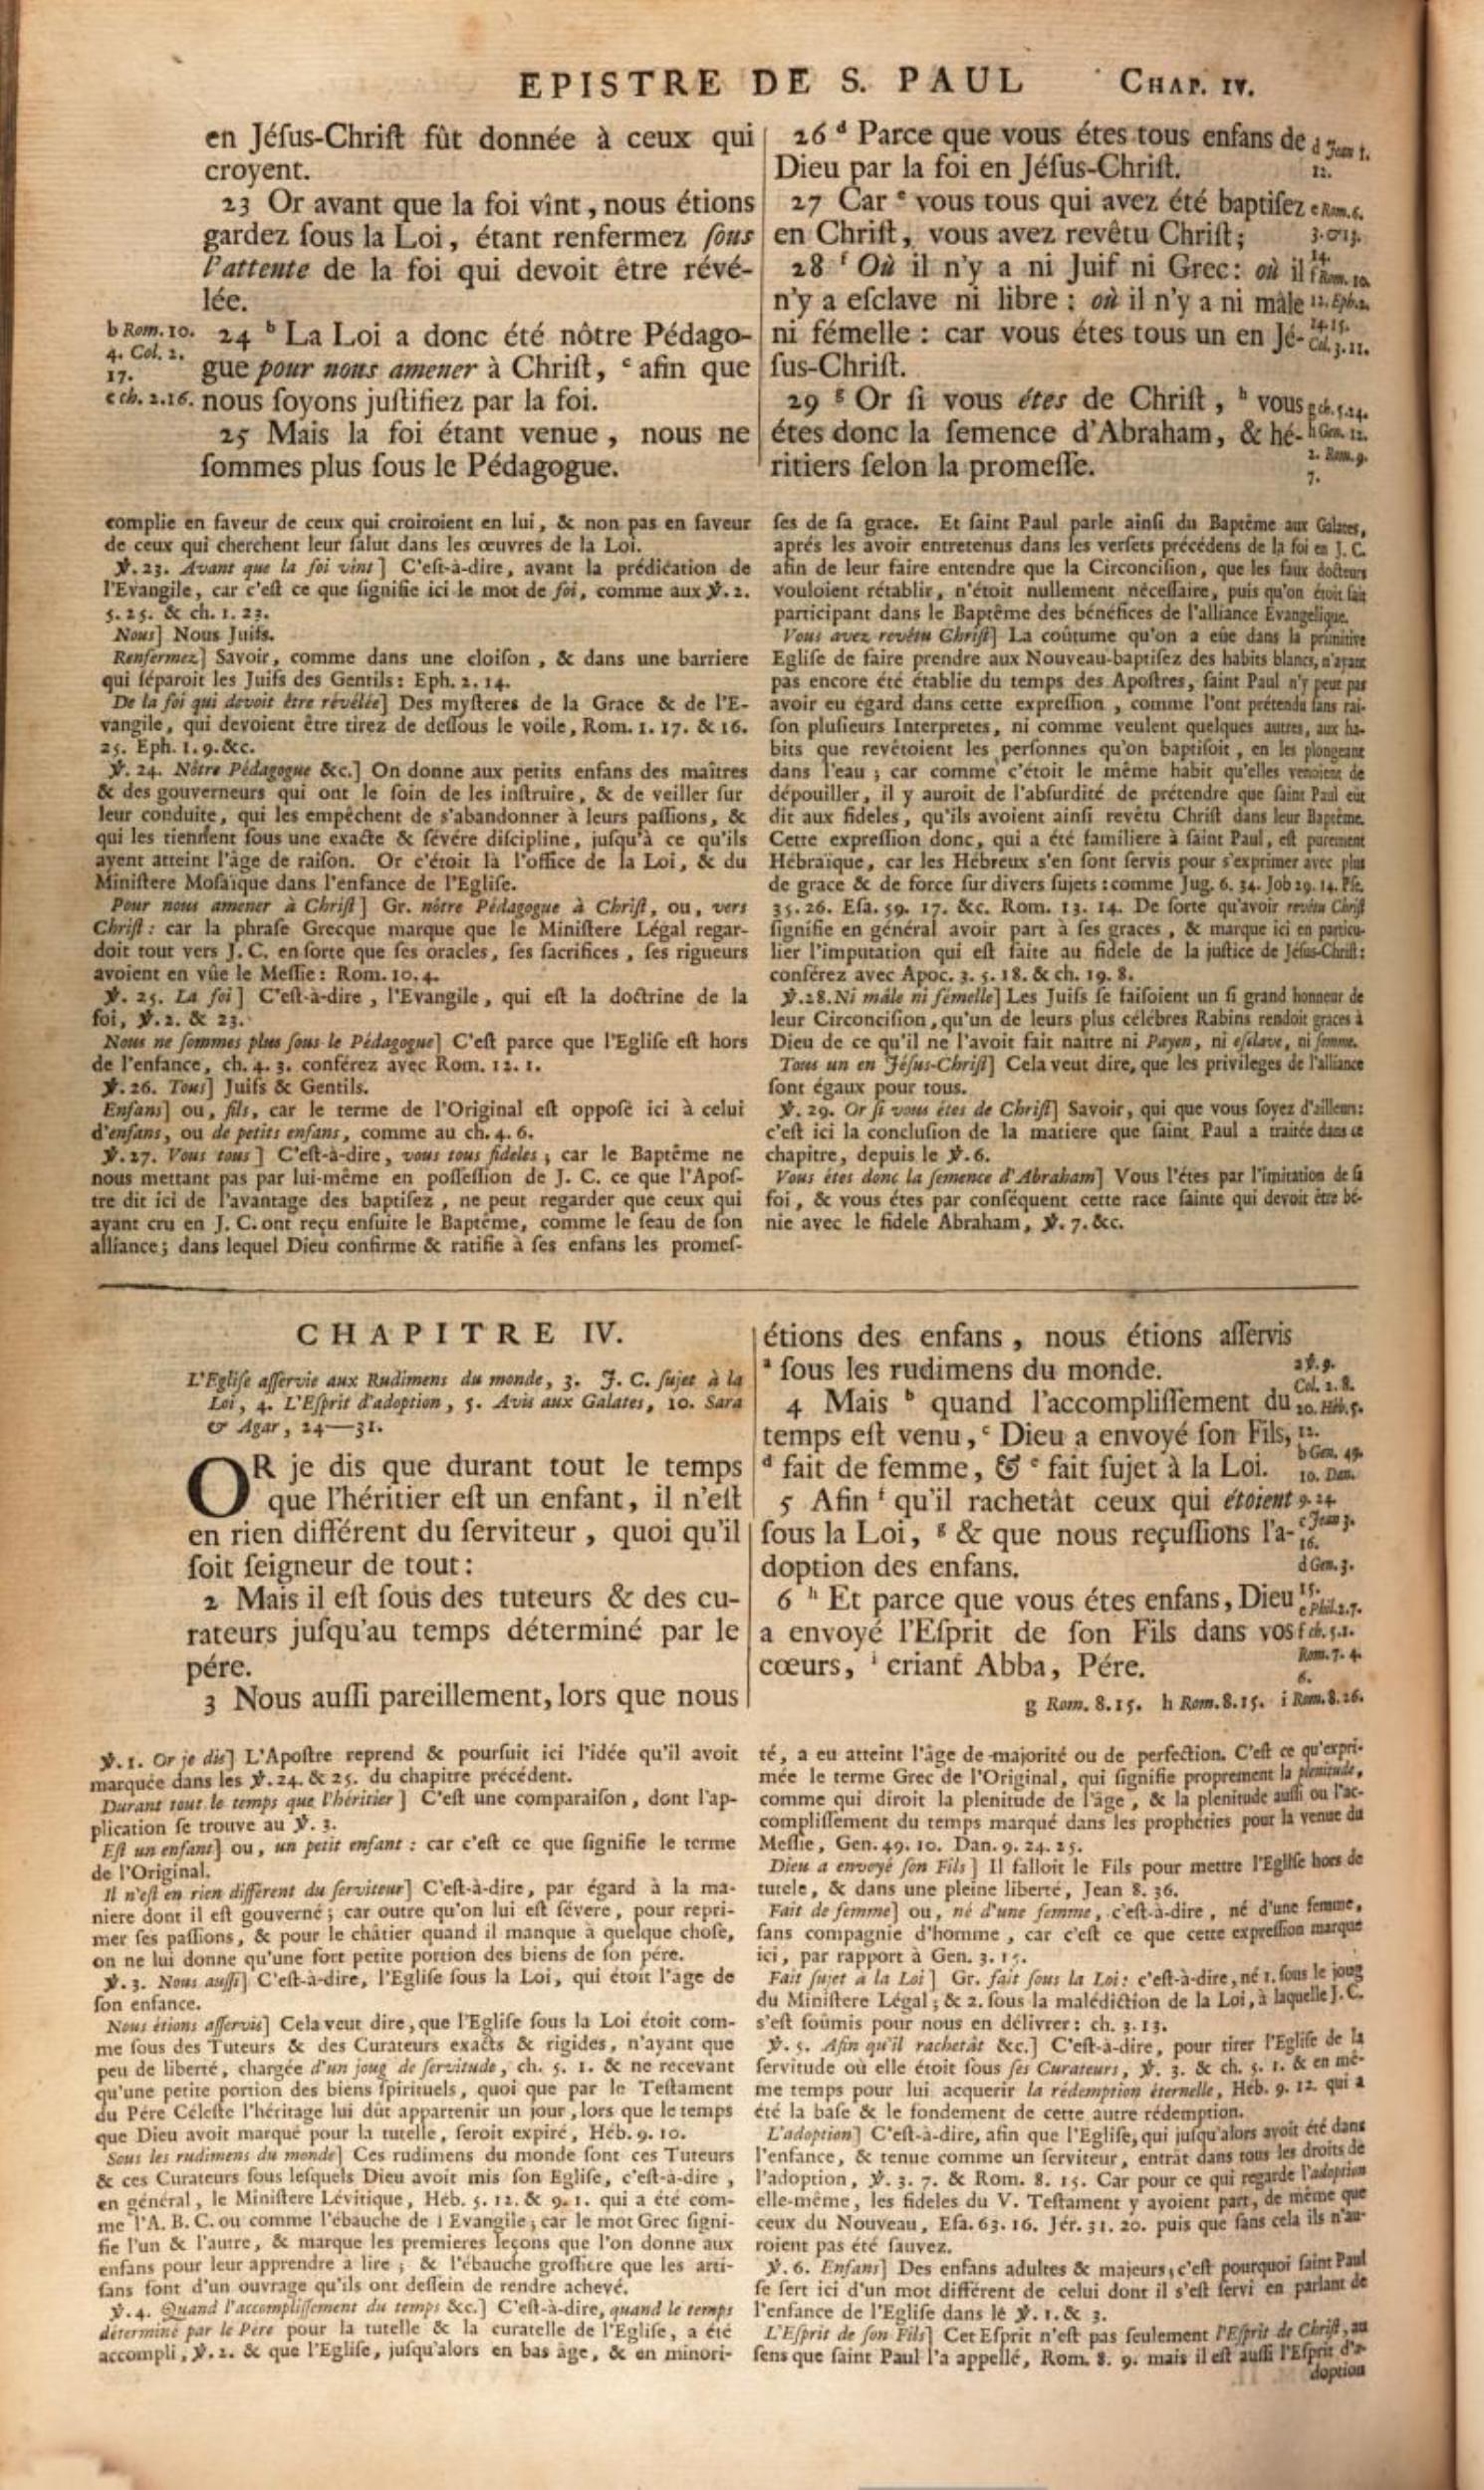 EPISTRE DE S. PAUL CHAP. IV.
en Jéſus-Chriſt fût donnée à ceux qui
croyent.
23 Or avant que la foi vînt, nous étions
gardez ſous la Loi, étant renfermez ſous
l'attente de la foi qui devoit être révé-
lée.
24 b La Loi a donc été nôtre Pédago-
gue pour nous amener à Chriſt, c afin que
nous ſoyons juſtifiez par la foi.
25 Mais la foi étant venue, nous ne
ſommes plus ſous le Pédagogue.
b Rom. 10.
4. Col. 2.
17.
c ch. 2.16.
26 d Parce que vous étes tous enfans de
Dieu par la foi en Jéſus-Chriſt.
27 Car e vous tous qui avez été baptiſez
en Chriſt, vous avez revêtu Chriſt;
28 f Où il n'y a ni Juif ni Grec: où il
n'y a eſclave ni libre: où il n'y a ni mâle
ni fémelle: car vous étes tous un en Jé-
ſus-Chriſt.
29 g Or ſi vous étes de Chriſt, h vous
étes donc la ſemence d'Abraham, & hé-
ritiers ſelon la promeſſe.
d Jean 1.
12.
e Rom. 6.
3. & 13.
14.
f Rom. 10.
12. Eph. 2.
14. 15.
Col. 3. 11.
g ch. 5. 24.
h Gen. 12.
2. Rom. 9.
7.
complie en faveur de ceux qui croiroient en lui, & non pas en faveur
de ceux qui cherchent leur ſalut dans les œuvres de la Loi.
℣. 23. Avant que la foi vînt] C'eſt-à-dire, avant la prédication de
l'Evangile, car c'eſt ce que ſignifie ici le mot de foi, comme aux ℣. 2.
5. 25. & ch. 1. 23.
Nous] Nous Juifs.
Renfermez] Savoir, comme dans une cloiſon, & dans une barriere
qui ſéparoit les Juifs des Gentils: Eph. 2. 14.
De la foi qui devoit être révélée] Des myſteres de la Grace & de l'E-
vangile, qui devoient être tirez de deſſous le voile, Rom. 1. 17. & 16.
25. Eph. 1. 9. &c.
℣. 24. Nôtre Pédagogue &c.] On donne aux petits enfans des maîtres
& des gouverneurs qui ont le ſoin de les inſtruire, & de veiller ſur
leur conduite, qui les empêchent de s'abandonner à leurs paſſions, &
qui les tiennent ſous une exacte & ſévére diſcipline, juſqu'à ce qu'ils
ayent atteint l'âge de raiſon. Or c'étoit là l'office de la Loi, & du
Miniſtere Moſaïque dans l'enfance de l'Egliſe.
Pour nous amener à Chriſt] Gr. nôtre Pédagogue à Chriſt, ou, vers
Chriſt: car la phraſe Grecque marque que le Miniſtere Légal regar-
doit tout vers J. C. en ſorte que ſes oracles, ſes ſacrifices, ſes rigueurs
avoient en vûe le Meſſie: Rom. 10. 4.
℣. 25. La foi] C'eſt-à-dire, l'Evangile, qui eſt la doctrine de la
foi, ℣. 2. & 23.
Nous ne ſommes plus ſous le Pédagogue] C'eſt parce que l'Egliſe eſt hors
de l'enfance, ch. 4. 3. conférez avec Rom. 12. 1.
℣. 26. Tous] Juifs & Gentils.
Enfans] ou, fils, car le terme de l'Original eſt oppoſé ici à celui
d'enfans, ou de petits enfans, comme au ch. 4. 6.
℣. 27. Vous tous] C'eſt-à-dire, vous tous fideles; car le Baptême ne
nous mettant pas par lui-même en poſſeſſion de J. C. ce que l'Apoſ-
tre dit ici de l'avantage des baptiſez, ne peut regarder que ceux qui
ayant cru en J. C. ont reçu enſuite le Baptême, comme le ſeau de ſon
alliance; dans lequel Dieu confirme & ratifie à ſes enfans les promeſ-
ſes de ſa grace. Et ſaint Paul parle ainſi du Baptême aux Galates,
aprés les avoir entretenus dans les verſets précédens de la foi en J. C.
afin de leur faire entendre que la Circonciſion, que les faux docteurs
vouloient rétablir, n'étoit nullement néceſſaire, puis qu'on étoit fait
participant dans le Baptême des bénéfices de l'alliance Evangelique.
Vous avez revêtu Chriſt] La coûtume qu'on a eûe dans la primitive
Egliſe de faire prendre aux Nouveau-baptiſez des habits blancs, n'ayant
pas encore été établie du temps des Apoſtres, ſaint Paul n'y peut pas
avoir eu égard dans cette expreſſion, comme l'ont prétendu ſans rai-
ſon pluſieurs Interpretes, ni comme veulent quelques autres, aux ha-
bits que revêtoient les perſonnes qu'on baptiſoit, en les plongeant
dans l'eau; car comme c'étoit le même habit qu'elles venoient de
dépouiller, il y auroit de l'abſurdité de prétendre que ſaint Paul eût
dit aux fideles, qu'ils avoient ainſi revêtu Chriſt dans leur Baptême.
Cette expreſſion donc, qui a été familiere à ſaint Paul, eſt purement
Hébraïque, car les Hébreux s'en ſont ſervis pour s'exprimer avec plus
de grace & de force ſur divers ſujets: comme Jug. 6. 34. Job 29. 14. Pſe.
35. 26. Eſa. 59. 17. &c. Rom. 13. 14. De ſorte qu'avoir revêtu Chriſt
ſignifie en général avoir part à ſes graces, & marque ici en particu-
lier l'imputation qui eſt faite au fidele de la juſtice de Jéſus-Chriſt:
conférez avec Apoc. 3. 5. 18. & ch. 19. 8.
℣. 28. Ni mâle ni fémelle] Les Juifs ſe faiſoient un ſi grand honneur de
leur Circonciſion, qu'un de leurs plus célébres Rabins rendoit graces à
Dieu de ce qu'il ne l'avoit fait naître ni Payen, ni eſclave, ni femme.
Tous un en Jéſus-Chriſt] Cela veut dire, que les privileges de l'alliance
ſont égaux pour tous.
℣. 29. Or ſi vous étes de Chriſt] Savoir, qui que vous ſoyez d'ailleurs:
c'eſt ici la concluſion de la matiere que ſaint Paul a traitée dans ce
chapitre, depuis le ℣. 6.
Vous étes donc la ſemence d'Abraham] Vous l'étes par l'imitation de ſa
foi, & vous étes par conſéquent cette race ſainte qui devoit être bé-
nie avec le fidele Abraham, ℣. 7. &c.
CHAPITRE IV.
L'Egliſe aſſervie aux Rudimens du monde, 3. J. C. ſujet à la
Loi, 4. L'Eſprit d'adoption, 5. Avis aux Galates, 10. Sara
& Agar, 24—31.
OR je dis que durant tout le temps
que l'héritier eſt un enfant, il n'eſt
en rien différent du ſerviteur, quoi qu'il
ſoit ſeigneur de tout:
2 Mais il eſt ſous des tuteurs & des cu-
rateurs juſqu'au temps déterminé par le
pére.
3 Nous auſſi pareillement, lors que nous
étions des enfans, nous étions aſſervis
a ſous les rudimens du monde.
4 Mais b quand l'accompliſſement du
temps eſt venu, c Dieu a envoyé ſon Fils,
d fait de femme, & e fait ſujet à la Loi.
5 Afin f qu'il rachetât ceux qui étoient
ſous la Loi, g & que nous reçuſſions l'a-
doption des enfans.
6 h Et parce que vous étes enfans, Dieu
a envoyé l'Eſprit de ſon Fils dans vos
cœurs, i criant Abba, Pére.
a ℣. 9.
Col. 2. 8.
20. Héb. 5.
12.
b Gen. 49.
10. Dan.
9. 24
c Jean 3.
16.
d Gen. 3.
15.
e Phil. 2. 7.
f ch. 5. 1.
Rom. 7. 4.
6.
g Rom. 8. 15. h Rom. 8. 15. i Rom. 8. 26.
℣. 1. Or je dis] L'Apoſtre reprend & pourſuit ici l'idée qu'il avoit
marquée dans les ℣. 24. & 25. du chapitre précédent.
Durant tout le temps que l'héritier] C'eſt une comparaiſon, dont l'ap-
plication ſe trouve au ℣. 3.
Eſt un enfant] ou, un petit enfant: car c'eſt ce que ſignifie le terme
de l'Original.
Il n'eſt en rien différent du ſerviteur] C'eſt-à-dire, par égard à la ma-
niere dont il eſt gouverné; car outre qu'on lui eſt ſévere, pour repri-
mer ſes paſſions, & pour le châtier quand il manque à quelque choſe,
on ne lui donne qu'une fort petite portion des biens de ſon pére.
℣. 3. Nous auſſi] C'eſt-à-dire, l'Egliſe ſous la Loi, qui étoit l'âge de
ſon enfance.
Nous étions aſſervis] Cela veut dire, que l'Egliſe ſous la Loi étoit com-
me ſous des Tuteurs & des Curateurs exacts & rigides, n'ayant que
peu de liberté, chargée d'un joug de ſervitude, ch. 5. 1. & ne recevant
qu'une petite portion des biens ſpirituels, quoi que par le Teſtament
du Pére Céleſte l'héritage lui dût appartenir un jour, lors que le temps
que Dieu avoit marqué pour la tutelle, ſeroit expiré, Héb. 9. 10.
Sous les rudimens du monde] Ces rudimens du monde ſont ces Tuteurs
& ces Curateurs ſous leſquels Dieu avoit mis ſon Egliſe, c'eſt-à-dire,
en général, le Miniſtere Lévitique, Héb. 5. 12. & 9. 1. qui a été com-
me l'A. B. C. ou comme l'ébauche de l'Evangile; car le mot Grec ſigni-
fie l'un & l'autre, & marque les premieres leçons que l'on donne aux
enfans pour leur apprendre à lire; & l'ébauche groſſiere que les arti-
ſans font d'un ouvrage qu'ils ont deſſein de rendre achevé.
℣. 4. Quand l'accompliſſement du temps &c.] C'eſt-à-dire, quand le temps
déterminé par le Pére pour la tutelle & la curatelle de l'Egliſe, a été
accompli, ℣. 2. & que l'Egliſe, juſqu'alors en bas âge, & en minori-
té, a eu atteint l'âge de majorité ou de perfection. C'eſt ce qu'expri-
mée le terme Grec de l'Original, qui ſignifie proprement la plenitude,
comme qui diroit la plenitude de l'âge, & la plenitude auſſi ou l'ac-
compliſſement du temps marqué dans les prophéties pour la venue du
Meſſie, Gen. 49. 10. Dan. 9. 24. 25.
Dieu a envoyé ſon Fils] Il falloit le Fils pour mettre l'Egliſe hors de
tutele, & dans une pleine liberté, Jean 8. 36.
Fait de femme] ou, né d'une femme, c'eſt-à-dire, né d'une femme,
ſans compagnie d'homme, car c'eſt ce que cette expreſſion marque
ici, par rapport à Gen. 3. 15.
Fait ſujet à la Loi] Gr. fait ſous la Loi: c'eſt-à-dire, né 1. ſous le joug
du Miniſtere Légal; & 2. ſous la malédiction de la Loi, à laquelle J. C.
s'eſt ſoûmis pour nous en délivrer: ch. 3. 13.
℣. 5. Afin qu'il rachetât &c.] C'eſt-à-dire, pour tirer l'Egliſe de la
ſervitude où elle étoit ſous ſes Curateurs, ℣. 3. & ch. 5. 1. & en mê-
me temps pour lui acquerir la rédemption éternelle, Héb. 9. 12. qui a
été la baſe & le fondement de cette autre rédemption.
L'adoption] C'eſt-à-dire, afin que l'Egliſe, qui juſqu'alors avoit été dans
l'enfance, & tenue comme un ſerviteur, entrât dans tous les droits de
l'adoption, ℣. 3. 7. & Rom. 8. 15. Car pour ce qui regarde l'adoption
elle-même, les fideles du V. Teſtament y avoient part, de même que
ceux du Nouveau, Eſa. 63. 16. Jér. 31. 20. puis que ſans cela ils n'au-
roient pas été ſauvez.
℣. 6. Enfans] Des enfans adultes & majeurs, c'eſt pourquoi ſaint Paul
ſe ſert ici d'un mot différent de celui dont il s'eſt ſervi en parlant de
l'enfance de l'Egliſe dans le ℣. 1. & 3.
L'Eſprit de ſon Fils] Cet Eſprit n'eſt pas ſeulement l'Eſprit de Chriſt, au
ſens que ſaint Paul l'a appellé, Rom. 8. 9. mais il eſt auſſi l'Eſprit d'a-
doption